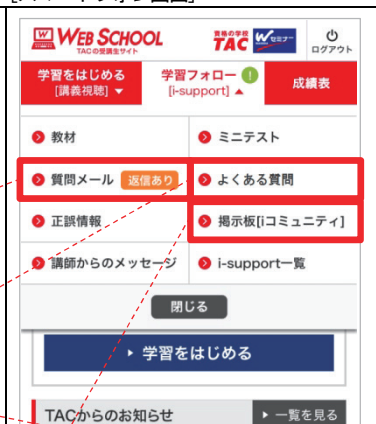 WEB SCHOOL
TACの受講生サイト
資格の学校
TAC
Wセミナー
ログアウト
学習をはじめる
[講義視聴] ▼
学習フォロー !
[i-support] ▲
成績表
教材
ミニテスト
質問メール 返信あり
よくある質問
正誤情報
掲示板[iコミュニティ]
講師からのメッセージ
i-support一覧
閉じる
学習をはじめる
TACからのお知らせ
一覧を見る